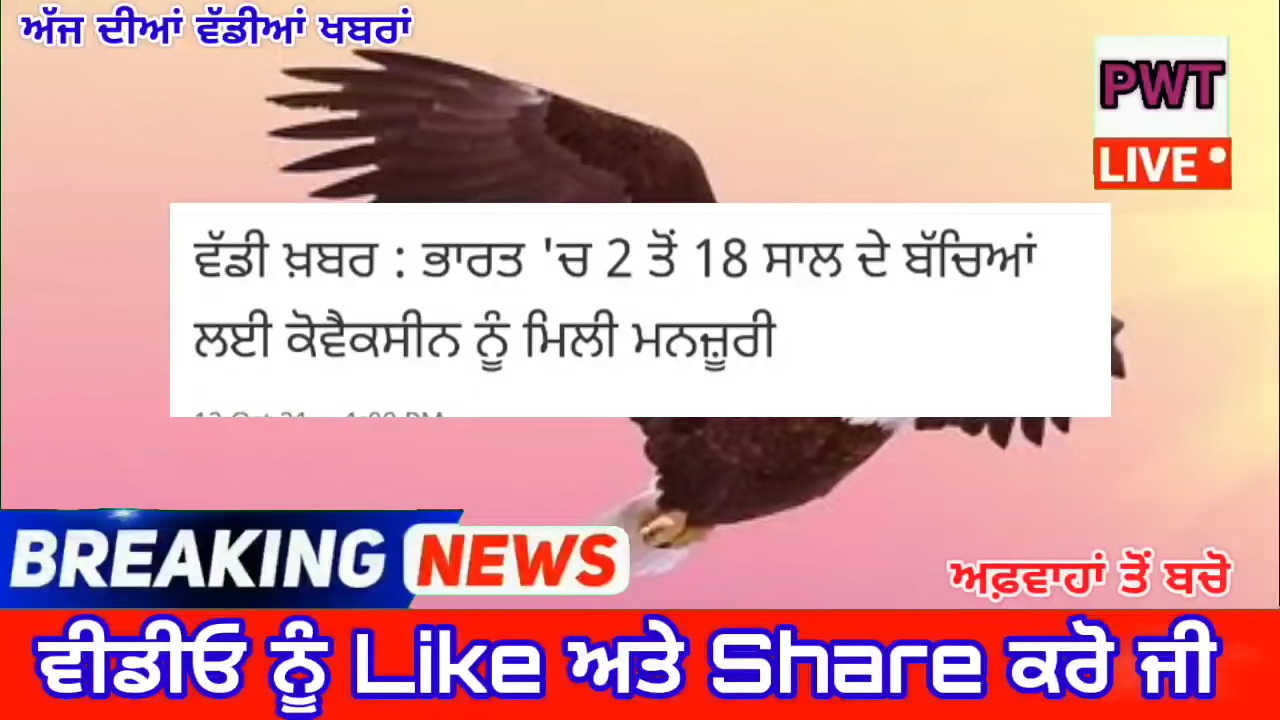 ਅੱਜ ਦੀਆਂ ਵੱਡੀਆਂ ਖਬਰਾਂ
PWT
LIVE
ਵੱਡੀ ਖ਼ਬਰ : ਭਾਰਤ 'ਚ 2 ਤੋਂ 18 ਸਾਲ ਦੇ ਬੱਚਿਆਂ
ਲਈ ਕੋਵੈਕਸੀਨ ਨੂੰ ਮਿਲੀ ਮਨਜ਼ੂਰੀ
BREAKING NEWS
ਅਫ਼ਵਾਹਾਂ ਤੋਂ ਬਚੋ
ਵੀਡੀਓ ਨੂੰ Like ਅਤੇ Share ਕਰੋ ਜੀ